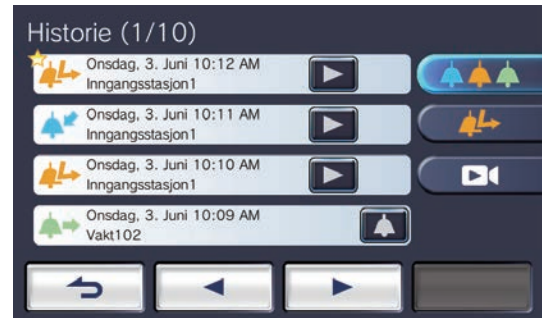 Historie (1/10)
Onsdag, 3. Juni 10:12 AM
Inngangsstasjon1
Onsdag, 3. Juni 10:11 AM
Inngangsstasjon1
Onsdag, 3. Juni 10:10 AM
Inngangsstasjon1
Onsdag, 3. Juni 10:09 AM
Vakt102